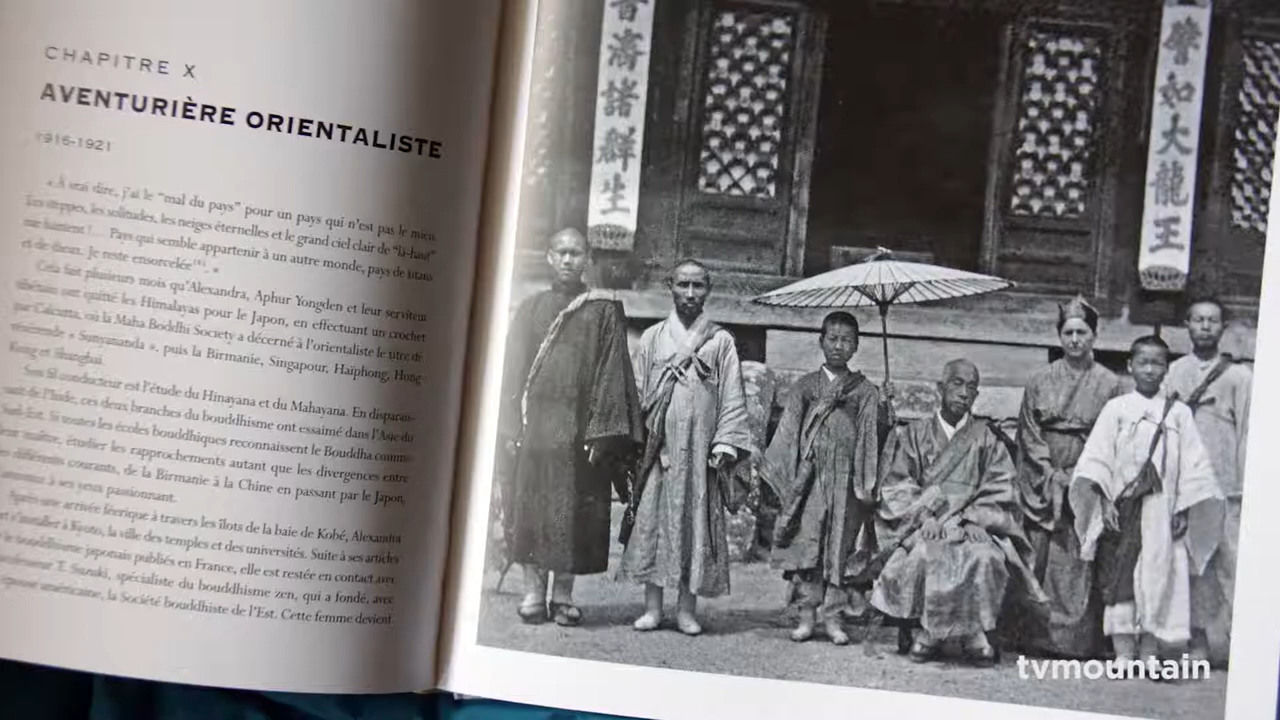 CHAPITRE X
AVENTURIÈRE ORIENTALISTE
1916-1921
« À vrai dire, j'ai le "mal du pays" pour un pays qui n'est pas le mien.
Les steppes, les solitudes, les neiges éternelles et le grand ciel clair de "là-haut"
me hantent !... Pays qui semble appartenir à un autre monde, pays de titans
et de dieux. Je reste ensorcelée
Cela fait plusieurs mois qu'Alexandra, Aphur Yongden et leur serviteur
tibétain ont quitté les Himalayas pour le Japon, en effectuant un crochet
par Calcutta, où la Maha Boddhi Society a décerné à l'orientaliste le titre de
révérende « Sunyananda », puis la Birmanie, Singapour, Haïphong, Hong
Kong et Shanghai.
Son fil conducteur est l'étude du Hinayana et du Mahayana. En disparais-
sant de l'Inde, ces deux branches du bouddhisme ont essaimé dans l'Asie du
Sud-Est. Si toutes les écoles bouddhiques reconnaissent le Bouddha comme
leur maître, étudier les rapprochements autant que les divergences entre
les différents courants, de la Birmanie à la Chine en passant par le Japon,
à ses yeux passionnant.
Après une arrivée féerique à travers les îlots de la baie de Kobé, Alexandra
s'installer à Kyoto, la ville des temples et des universités. Suite à ses articles
le bouddhisme japonais publiés en France, elle est restée en contact avec
T. Suzuki, spécialiste du bouddhisme zen, qui a fondé, avec
épouse américaine, la Société bouddhiste de l'Est. Cette femme devient
普濟諸群生
譬如大龍王
tvmountain